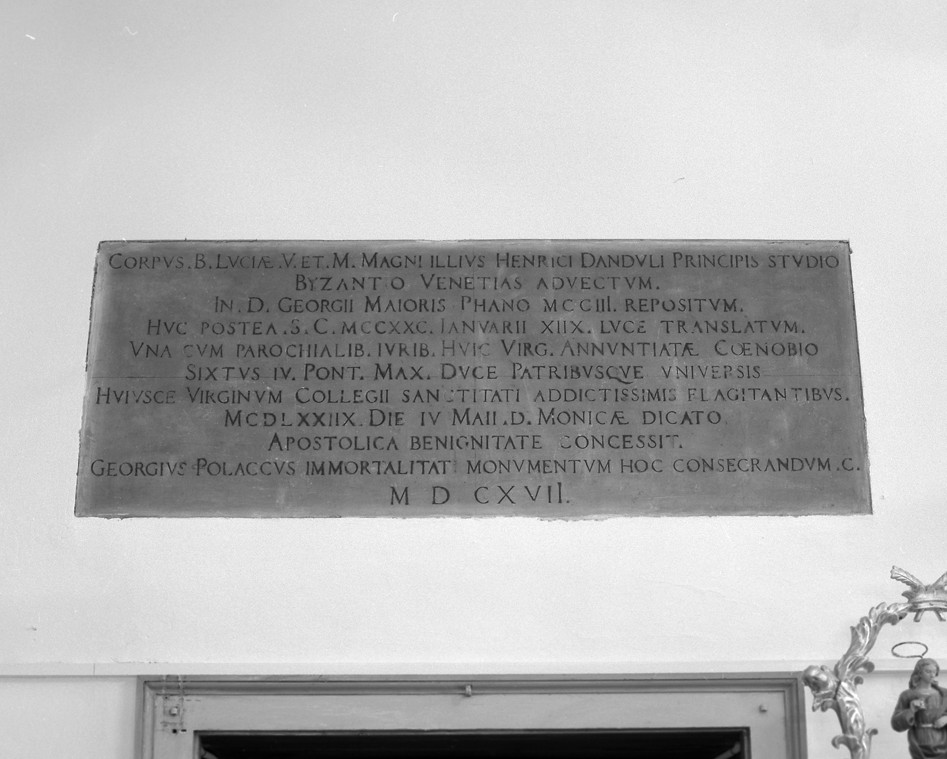 CORPVS.B.LVCIÆ.V.ET.M.MAGNI ILLIVS HENRICI DANDVLI PRINCIPIS STVDIO
BYZANTIO VENETIAS ADVECTVM.
IN.D.GEORGII MAIORIS PHANO MCCIII.REPOSITVM.
HVC POSTEA.S.C.MCCXXC.IANVARII XIIX.LVCE TRANSLATVM.
VNA CVM PAROCHIALIB.IVRIB.HVIC VIRG.ANNVNTIATÆ CŒNOBIO
SIXTVS IV.PONT.MAX.DVCE PATRIBVSQVE VNIVERSIS
HVIVSCE VIRGINVM COLLEGII SANCTITATI ADDICTISSIMIS FLAGITANTIBVS.
MCDLXXIIX.DIE IV MAII.D.MONICÆ DICATO
APOSTOLICA BENIGNITATE CONCESSIT.
GEORGIVS POLACCVS IMMORTALITATI MONVMENTVM HOC CONSECRANDVM.C.
M D CXVII.